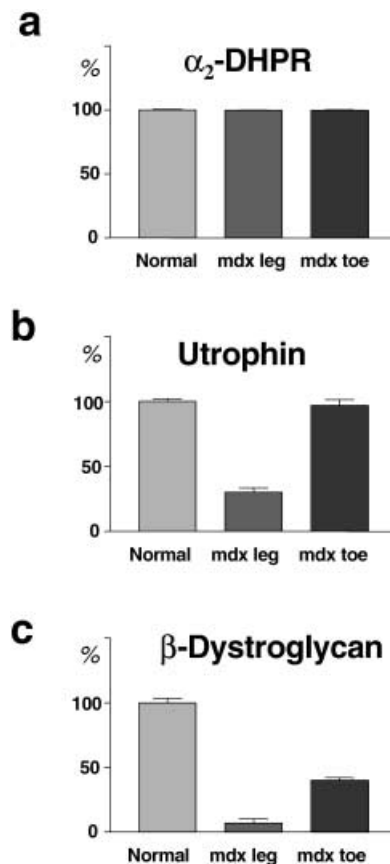 a
α2-DHPR
%
100
50
0
Normal mdx leg mdx toe
b
Utrophin
%
100
50
0
Normal mdx leg mdx toe
c
β-Dystroglycan
%
100
50
0
Normal mdx leg mdx toe